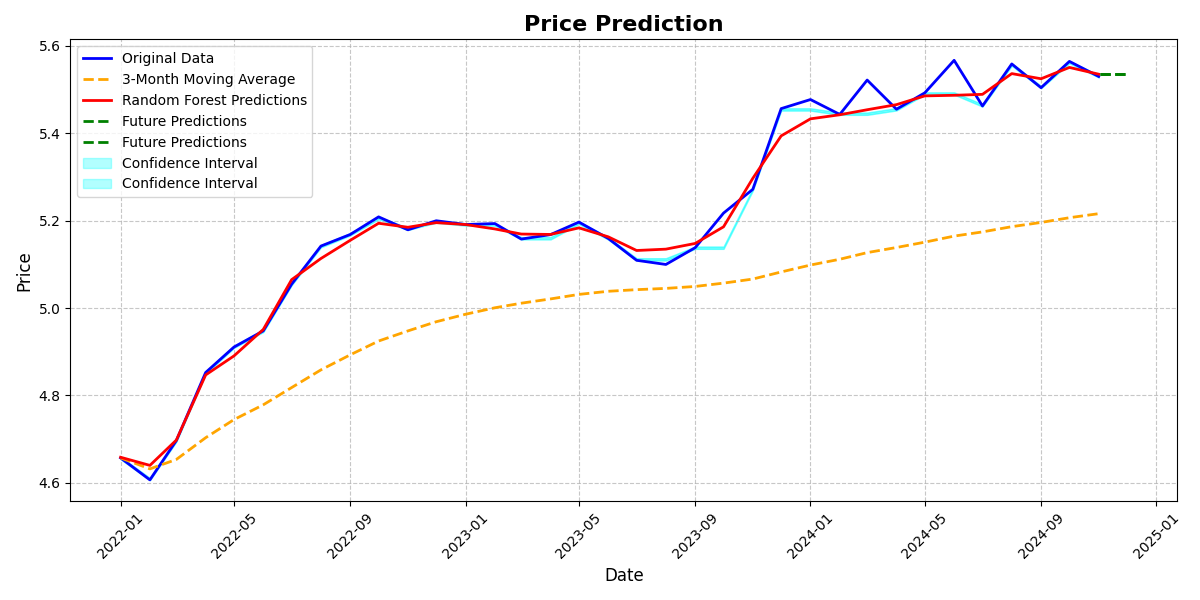 Price Prediction
Original Data
3-Month Moving Average
Random Forest Predictions
Future Predictions
Future Predictions
Confidence Interval
Confidence Interval
5.6
5.4
5.2
5.0
4.8
4.6
Price
2022-01
2022-05
2022-09
2023-01
2023-05
2023-09
2024-01
2024-05
2024-09
2025-01
Date